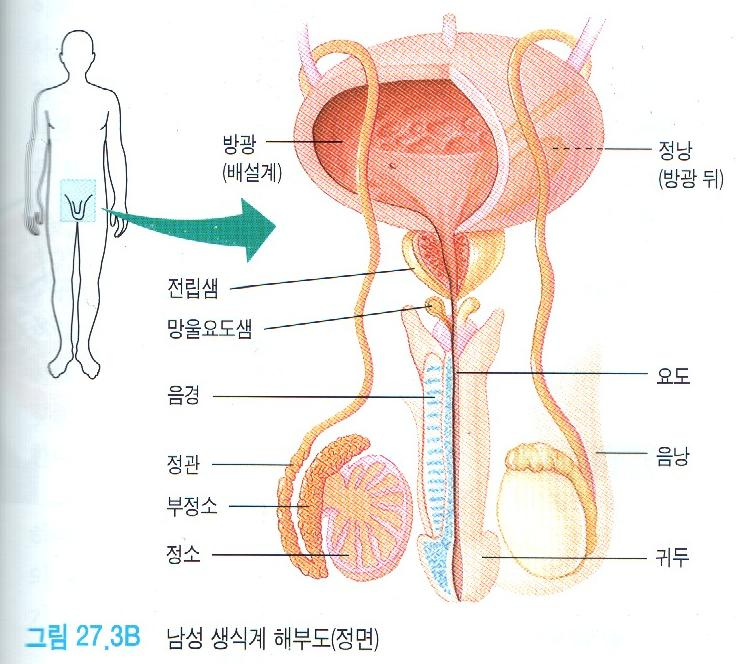 방광
(배설계)
정낭
(방광 뒤)
전립샘
망울요도샘
요도
음경
정관
음낭
부정소
정소
귀두
그림 27.3B 남성 생식계 해부도(정면)